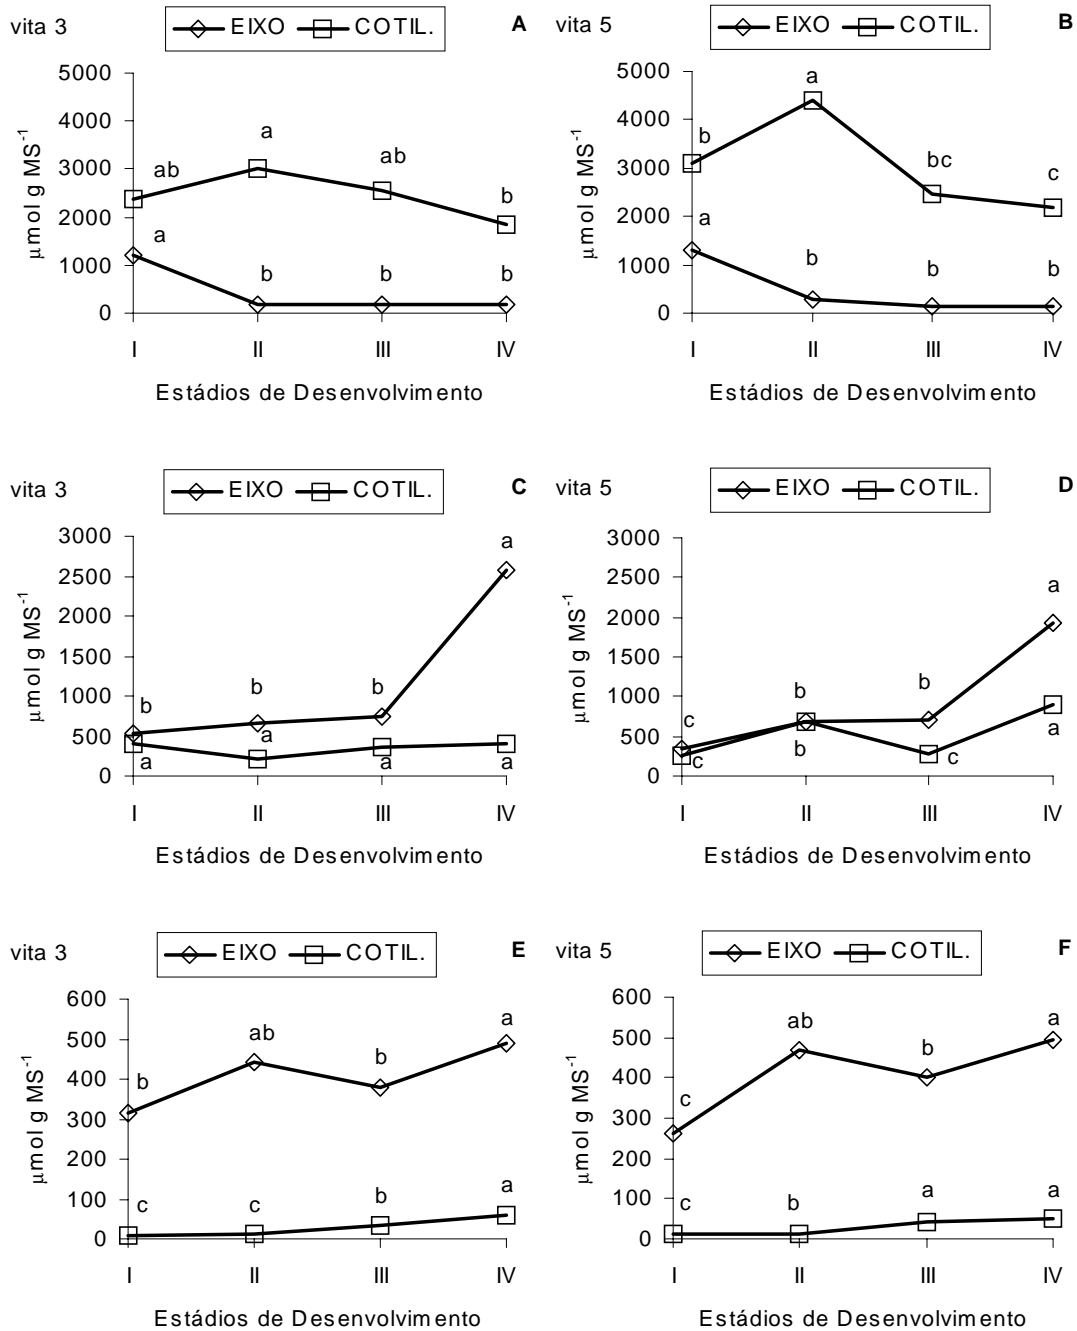 vita 3
EIXO COTIL.
A
5000
4000
3000
2000
1000
0
µmol g MS-1
ab
a
ab
b
a
b
b
b
I II III IV
Estádios de Desenvolvimento
vita 5
EIXO COTIL.
B
5000
4000
3000
2000
1000
0
µmol g MS-1
b
a
bc
c
a
b
b
b
I II III IV
Estádios de Desenvolvimento
vita 3
EIXO COTIL.
C
3000
2500
2000
1500
1000
500
0
µmol g MS-1
b
b
b
a
a
a
a
a
I II III IV
Estádios de Desenvolvimento
vita 5
EIXO COTIL.
D
3000
2500
2000
1500
1000
500
0
µmol g MS-1
c
b
b
a
c
b
c
a
I II III IV
Estádios de Desenvolvimento
vita 3
EIXO COTIL.
E
600
500
400
300
200
100
0
µmol g MS-1
b
ab
b
a
c
c
b
a
I II III IV
Estádios de Desenvolvimento
vita 5
EIXO COTIL.
F
600
500
400
300
200
100
0
µmol g MS-1
c
ab
b
a
c
b
a
a
I II III IV
Estádios de Desenvolvimento